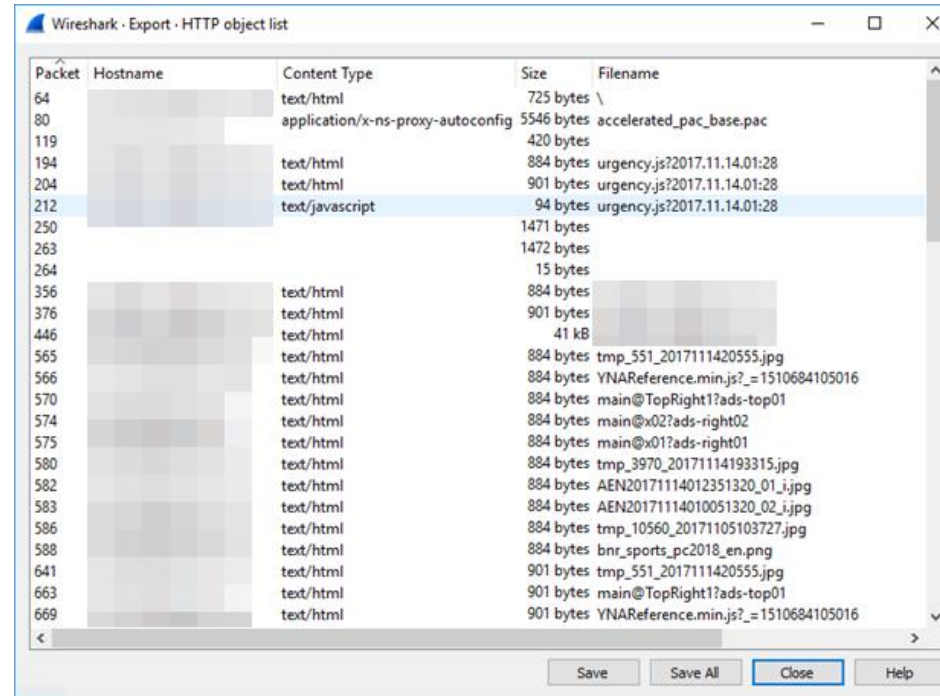 Wireshark · Export · HTTP object list
Packet Hostname Content Type Size Filename
64 text/html 725 bytes \
80 application/x-ns-proxy-autoconfig 5546 bytes accelerated_pac_base.pac
119 420 bytes
194 text/html 884 bytes urgency.js?2017.11.14.01:28
204 text/html 901 bytes urgency.js?2017.11.14.01:28
212 text/javascript 94 bytes urgency.js?2017.11.14.01:28
250 1471 bytes
263 1472 bytes
264 15 bytes
356 text/html 884 bytes
376 text/html 901 bytes
446 text/html 41 kB
565 text/html 884 bytes tmp_551_2017111420555.jpg
566 text/html 884 bytes YNAReference.min.js?_=1510684105016
570 text/html 884 bytes main@TopRight1?ads-top01
574 text/html 884 bytes main@x02?ads-right02
575 text/html 884 bytes main@x01?ads-right01
580 text/html 884 bytes tmp_3970_20171114193315.jpg
582 text/html 884 bytes AEN20171114012351320_01_i.jpg
583 text/html 884 bytes AEN20171114010051320_02_i.jpg
586 text/html 884 bytes tmp_10560_20171105103727.jpg
588 text/html 884 bytes bnr_sports_pc2018_en.png
641 text/html 901 bytes tmp_551_2017111420555.jpg
663 text/html 901 bytes main@TopRight1?ads-top01
669 text/html 901 bytes YNAReference.min.js?_=1510684105016
Save Save All Close Help